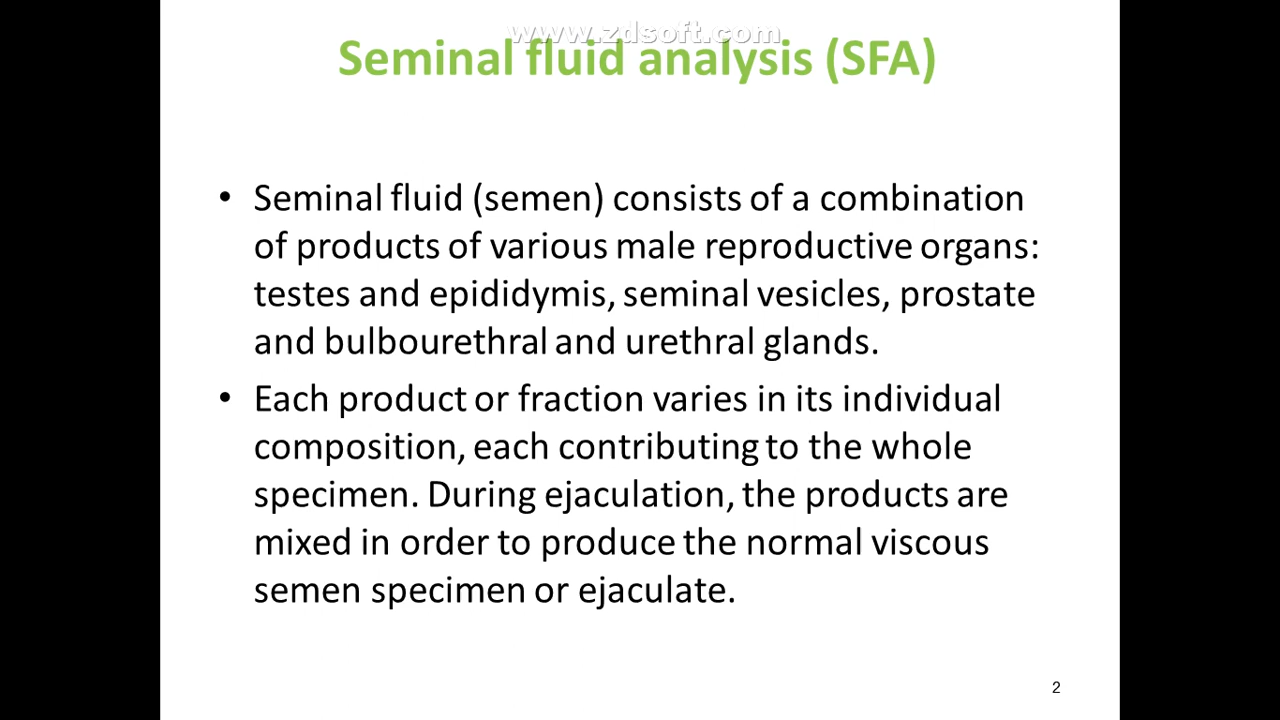 www.zdsoft.com
Seminal fluid analysis (SFA)
• Seminal fluid (semen) consists of a combination
of products of various male reproductive organs:
testes and epididymis, seminal vesicles, prostate
and bulbourethral and urethral glands.
• Each product or fraction varies in its individual
composition, each contributing to the whole
specimen. During ejaculation, the products are
mixed in order to produce the normal viscous
semen specimen or ejaculate.
2